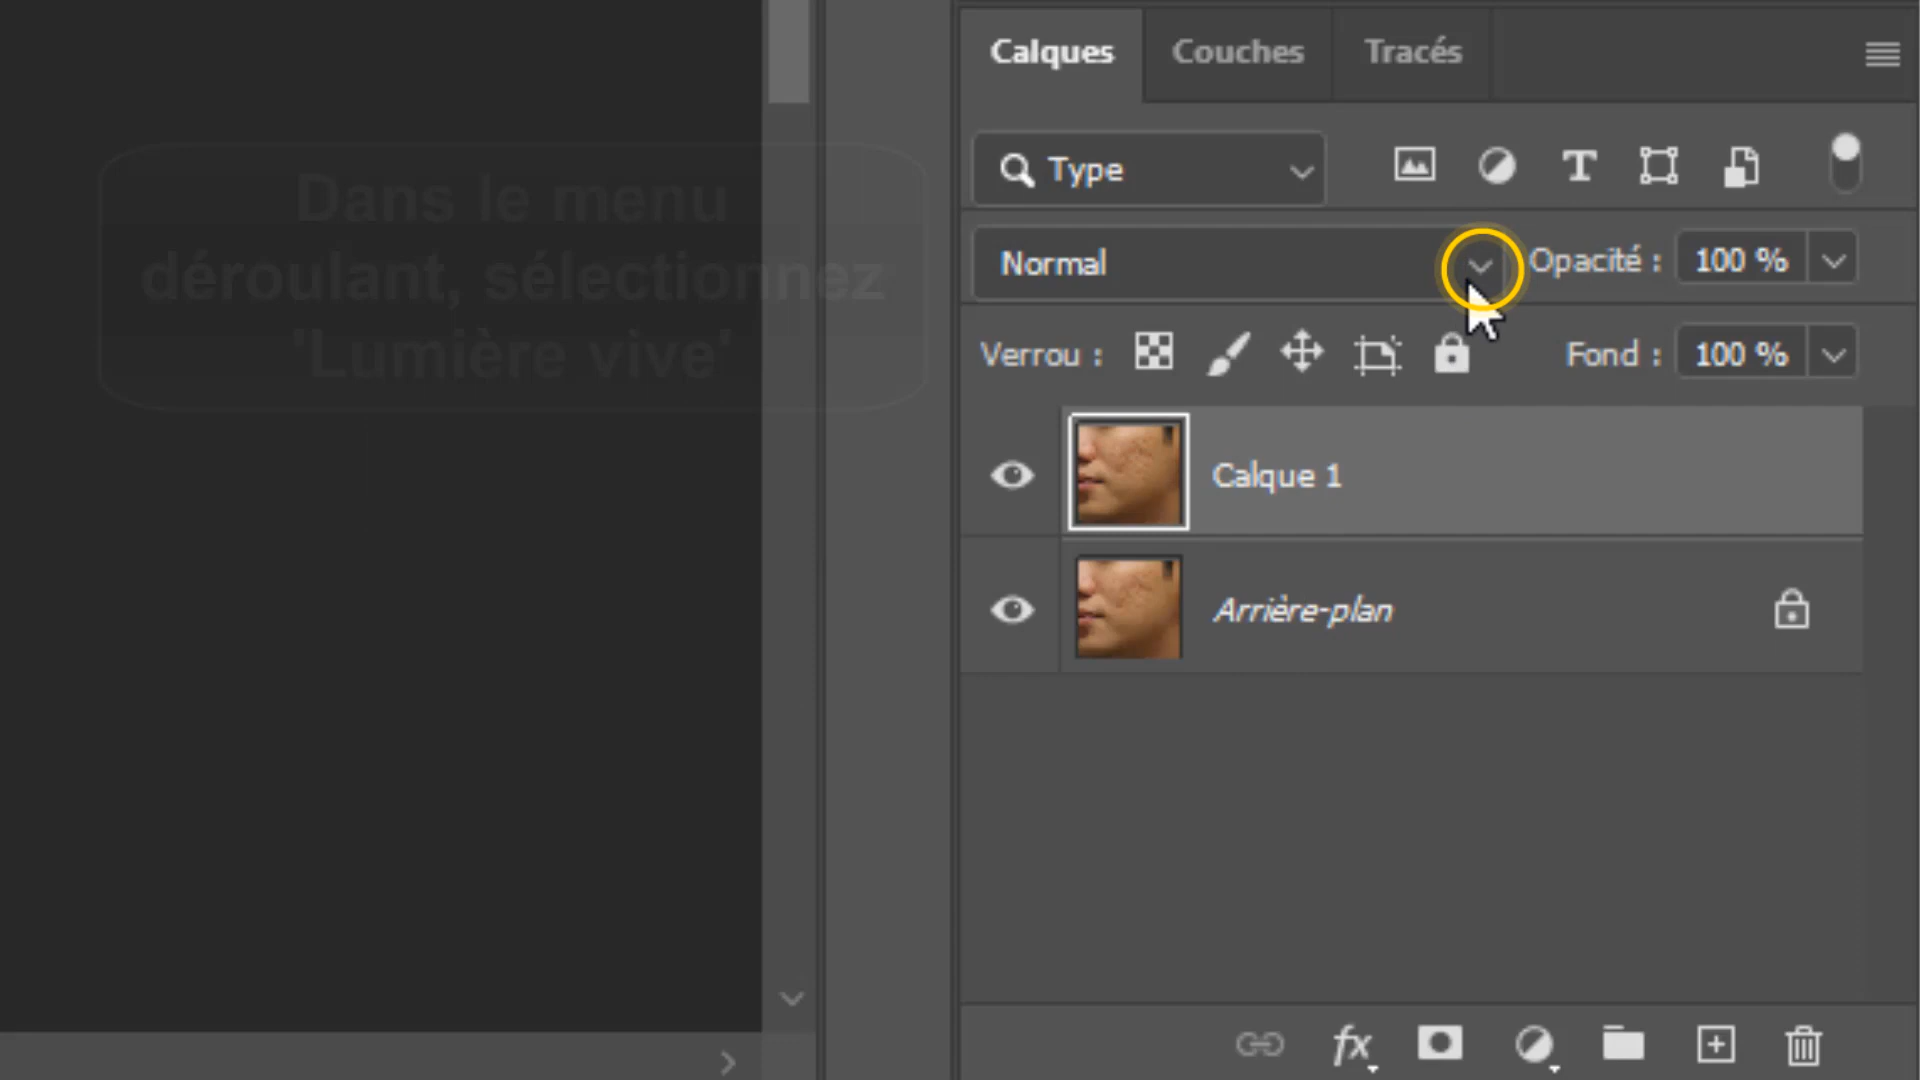 Calques Couches Tracés
Dans le menu
déroulant, sélectionnez
'Lumière vive'
Type
Normal Opacité : 100 %
Verrou : Fond : 100 %
Calque 1
Arrière-plan
fx